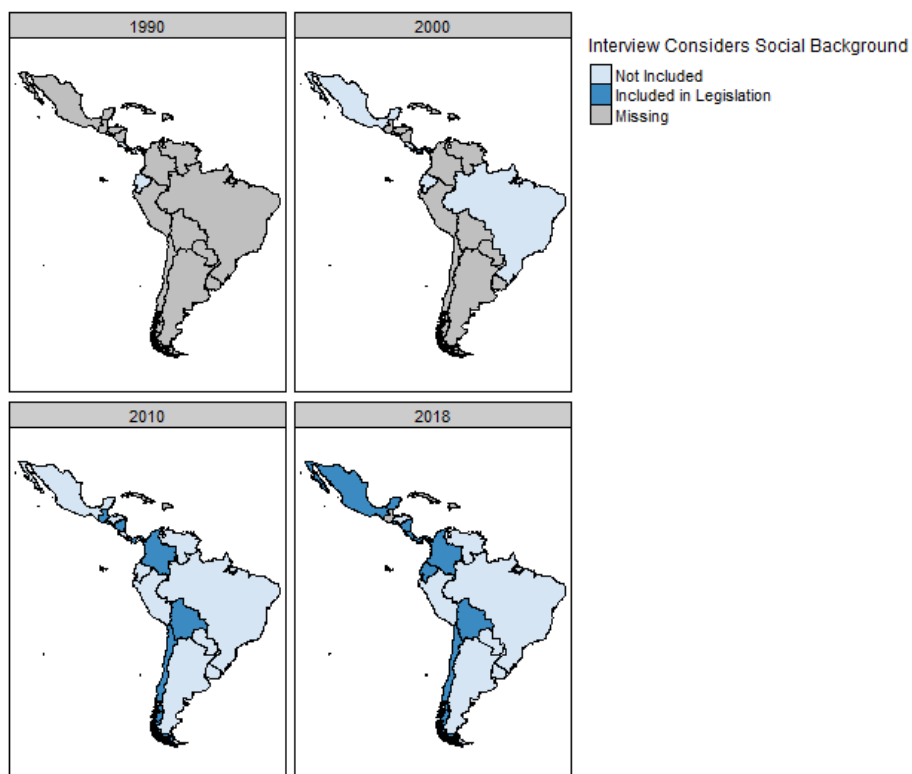 1990
2000
Interview Considers Social Background
Not Included
Included in Legislation
Missing
2010
2018